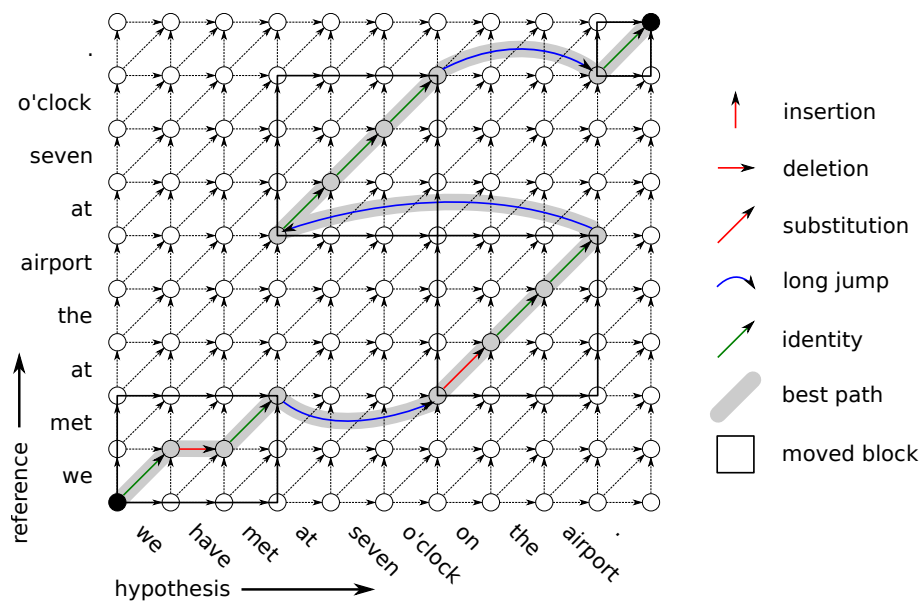 .
o'clock
seven
at
airport
the
at
met
we
reference
we
have
met
at
seven
o'clock
on
the
airport
.
hypothesis
insertion
deletion
substitution
long jump
identity
best path
moved block